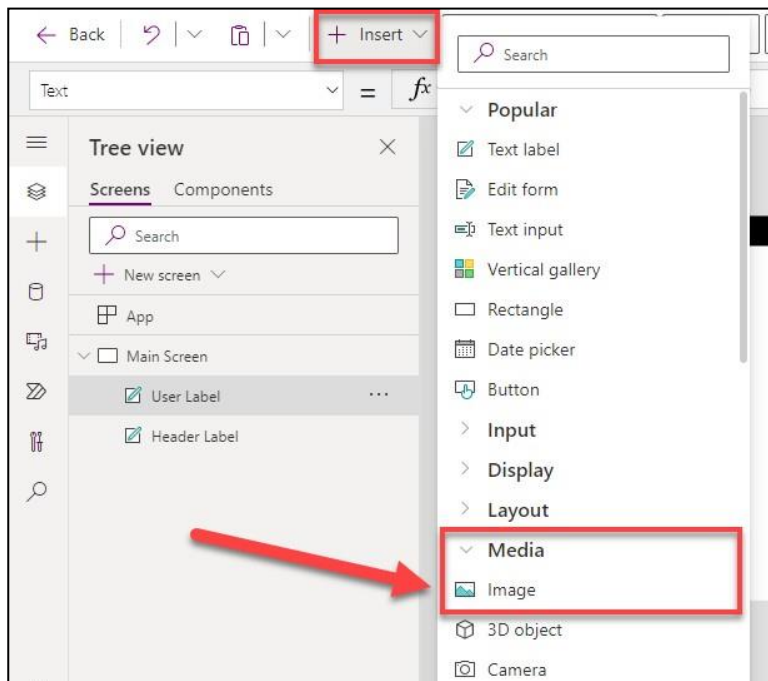 Back
Insert
Search
Text
=
fx
Tree view
Screens Components
Search
New screen
App
Main Screen
User Label
...
Header Label
Popular
Text label
Edit form
Text input
Vertical gallery
Rectangle
Date picker
Button
Input
Display
Layout
Media
Image
3D object
Camera